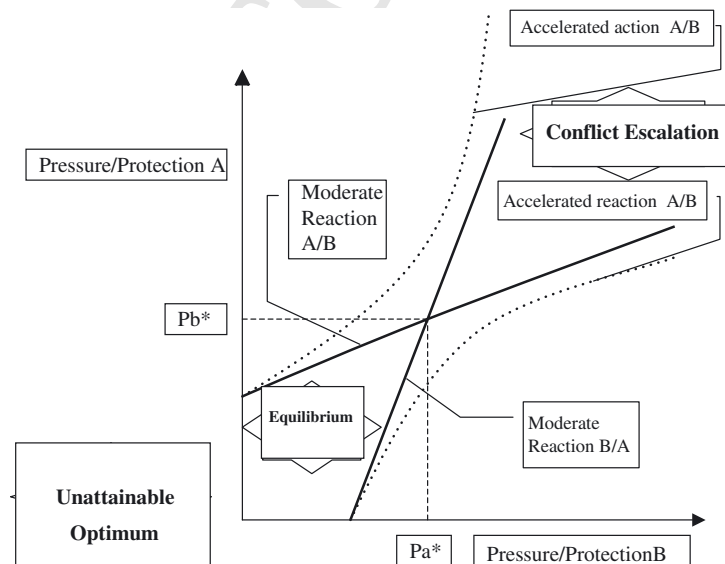 Accelerated action A/B
Conflict Escalation
Pressure/Protection A
Moderate
Reaction
A/B
Accelerated reaction A/B
Pb*
Equilibrium
Moderate
Reaction B/A
Unattainable
Optimum
Pa*
Pressure/ProtectionB